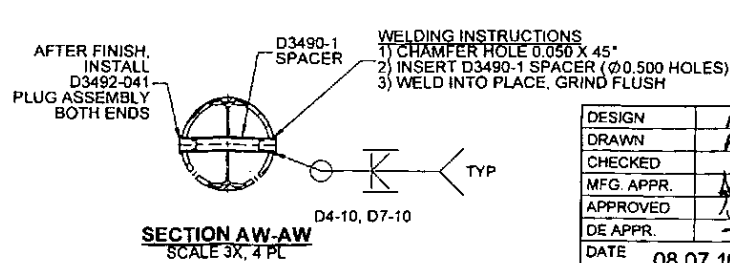 AFTER FINISH,
INSTALL
D3492-041
PLUG ASSEMBLY
BOTH ENDS
D3490-1
SPACER
WELDING INSTRUCTIONS
1) CHAMFER HOLE 0.050 X 45°
2) INSERT D3490-1 SPACER (Ø0.500 HOLES)
3) WELD INTO PLACE, GRIND FLUSH
TYP
D4-10, D7-10
SECTION AW-AW
SCALE 3X, 4 PL
DESIGN
DRAWN
CHECKED
MFG. APPR.
APPROVED
DE APPR.
DATE 08.07.